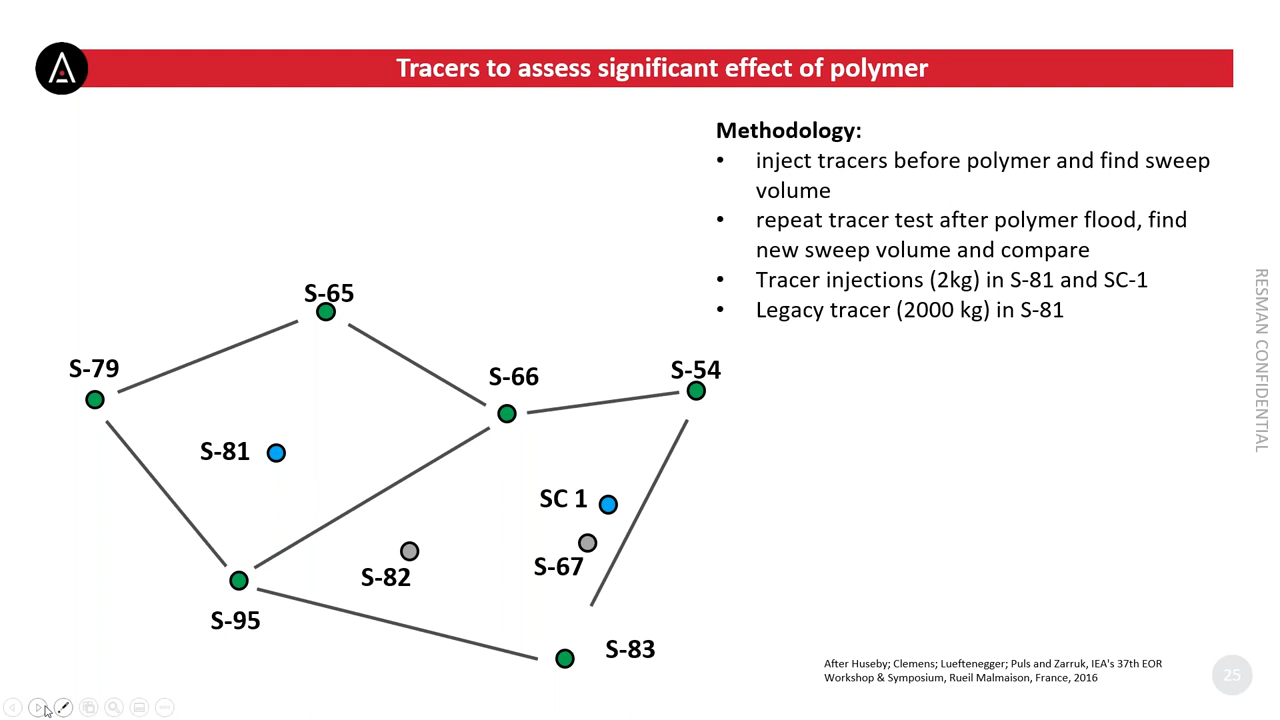 Tracers to assess significant effect of polymer
Methodology:
• inject tracers before polymer and find sweep
volume
• repeat tracer test after polymer flood, find
new sweep volume and compare
• Tracer injections (2kg) in S-81 and SC-1
• Legacy tracer (2000 kg) in S-81
S-65
S-79
S-66
S-54
S-81
SC 1
S-82
S-67
S-95
S-83
RESMAN CONFIDENTIAL
After Huseby; Clemens; Lueftenegger; Puls and Zarruk, IEA's 37th EOR
Workshop & Symposium, Rueil Malmaison, France, 2016
25